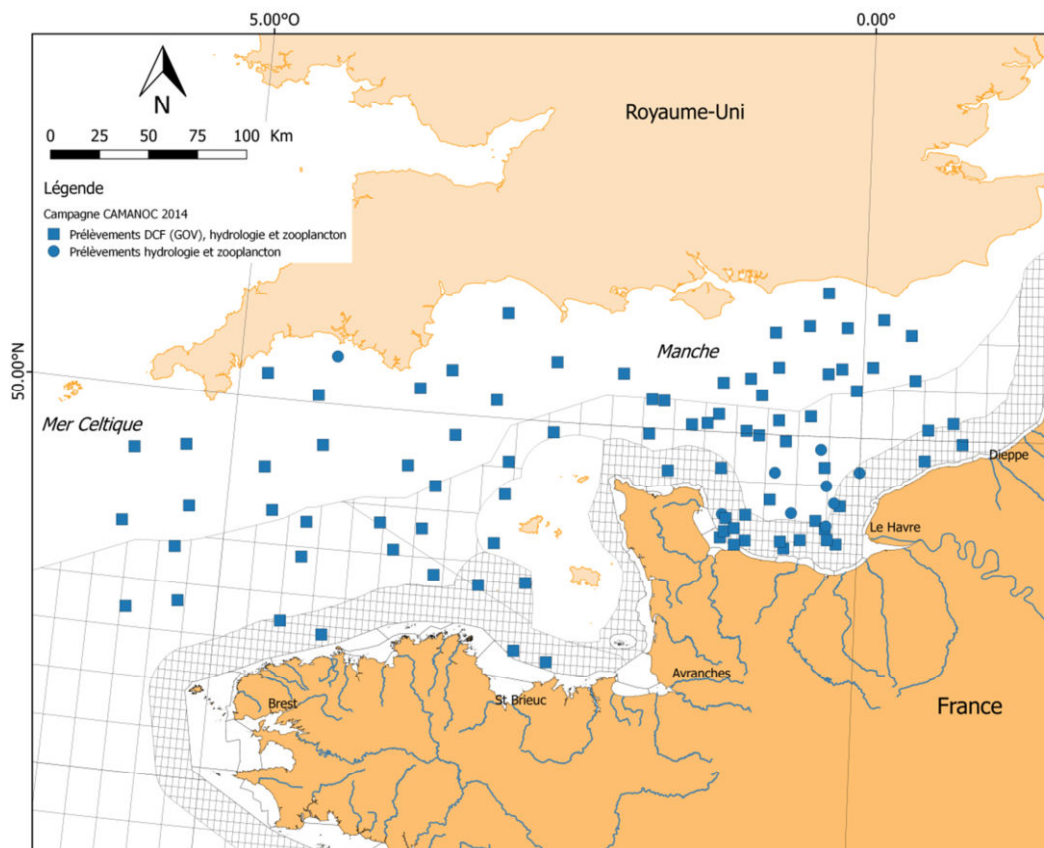 5.00°O
0.00°
N
0 25 50 75 100 Km
Royaume-Uni
Légende
Campagne CAMANOC 2014
Prélèvements DCF (GOV), hydrologie et zooplancton
Prélèvements hydrologie et zooplancton
50.00°N
Manche
Mer Celtique
Dieppe
Le Havre
Avranches
St Brieuc
Brest
France